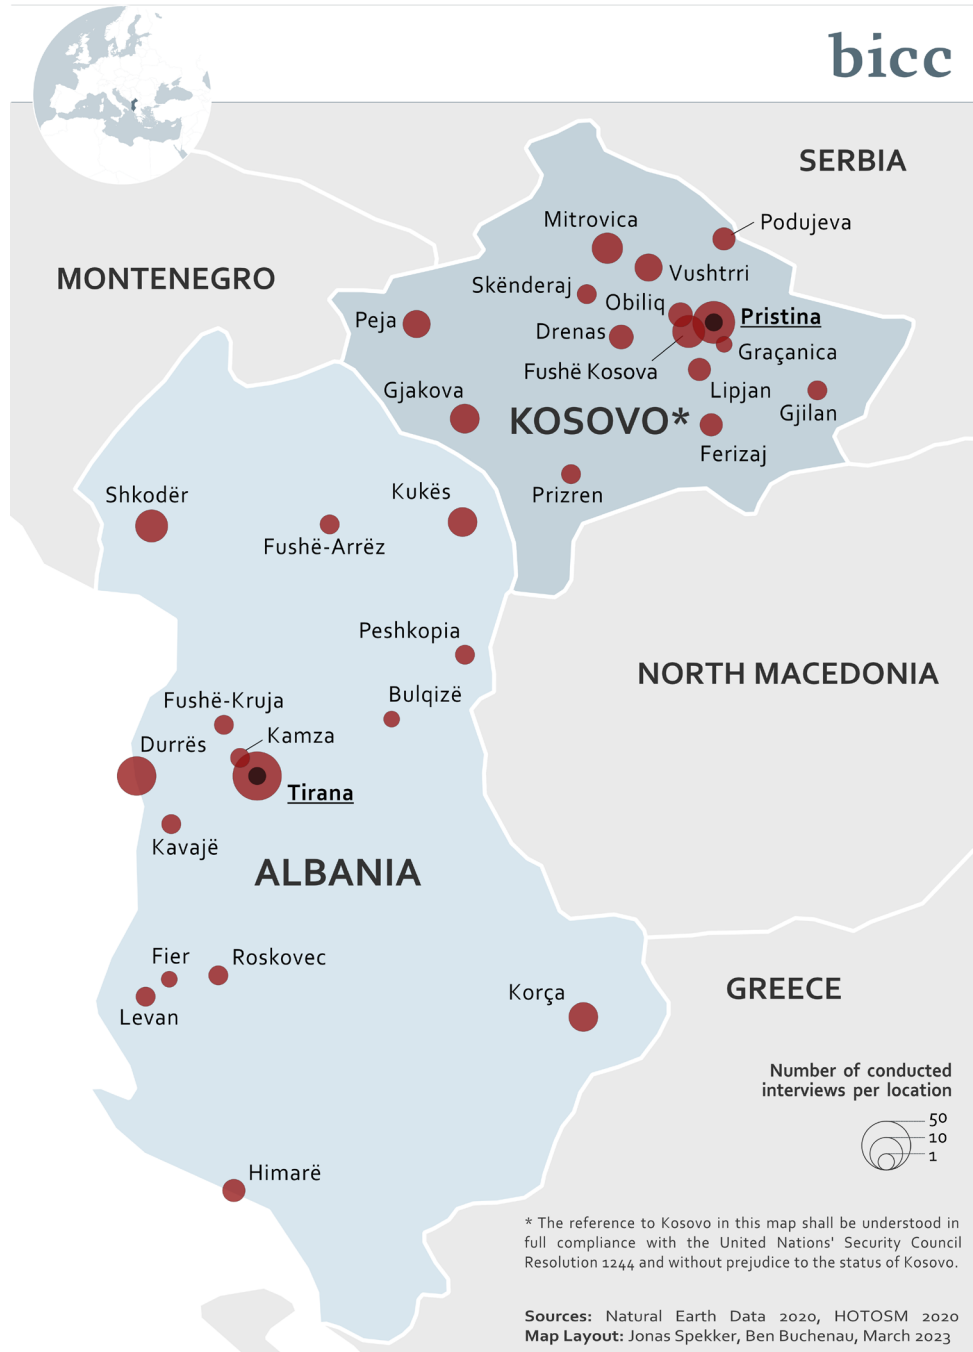 bicc
SERBIA
MONTENEGRO
Mitrovica
Podujeva
Vushtrri
Skënderaj
Obiliq
Pristina
Peja
Drenas
Graçanica
Fushë Kosova
Lipjan
Gjakova
Gjilan
KOSOVO*
Ferizaj
Prizren
Shkodër
Kukës
Fushë-Arrëz
Peshkopia
NORTH MACEDONIA
Bulqizë
Fushë-Kruja
Kamza
Durrës
Tirana
Kavajë
ALBANIA
Fier
Roskovec
Levan
Korça
GREECE
Himarë
Number of conducted
interviews per location
50
10
1
* The reference to Kosovo in this map shall be understood in
full compliance with the United Nations' Security Council
Resolution 1244 and without prejudice to the status of Kosovo.
Sources: Natural Earth Data 2020, HOTOSM 2020
Map Layout: Jonas Spekker, Ben Buchenau, March 2023